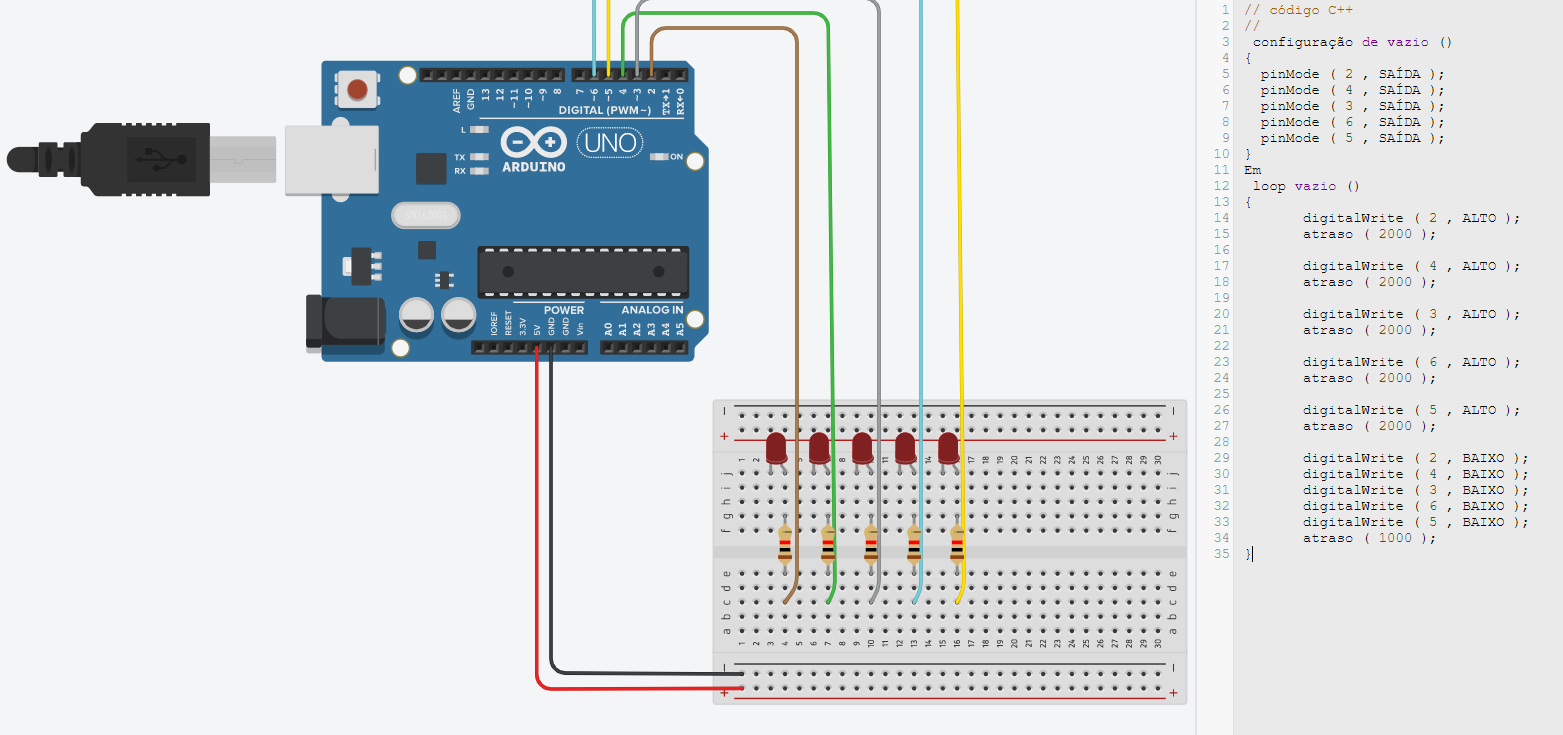 AREF
GND
13
12
~11
~10
~9
8
7
~6
~5
4
~3
2
TX→1
RX←0
DIGITAL (PWM~)
L
TX
RX
ARDUINO
UNO
ON
POWER
ANALOG IN
IOREF
RESET
3.3V
5V
GND
GND
Vin
A0
A1
A2
A3
A4
A5
1 // código C++
2 //
3 configuração de vazio ()
4 {
5 pinMode ( 2 , SAÍDA );
6 pinMode ( 4 , SAÍDA );
7 pinMode ( 3 , SAÍDA );
8 pinMode ( 6 , SAÍDA );
9 pinMode ( 5 , SAÍDA );
10 }
11 Em
12 loop vazio ()
13 {
14 digitalWrite ( 2 , ALTO );
15 atraso ( 2000 );
16
17 digitalWrite ( 4 , ALTO );
18 atraso ( 2000 );
19
20 digitalWrite ( 3 , ALTO );
21 atraso ( 2000 );
22
23 digitalWrite ( 6 , ALTO );
24 atraso ( 2000 );
25
26 digitalWrite ( 5 , ALTO );
27 atraso ( 2000 );
28
29 digitalWrite ( 2 , BAIXO );
30 digitalWrite ( 4 , BAIXO );
31 digitalWrite ( 3 , BAIXO );
32 digitalWrite ( 6 , BAIXO );
33 digitalWrite ( 5 , BAIXO );
34 atraso ( 1000 );
35 }